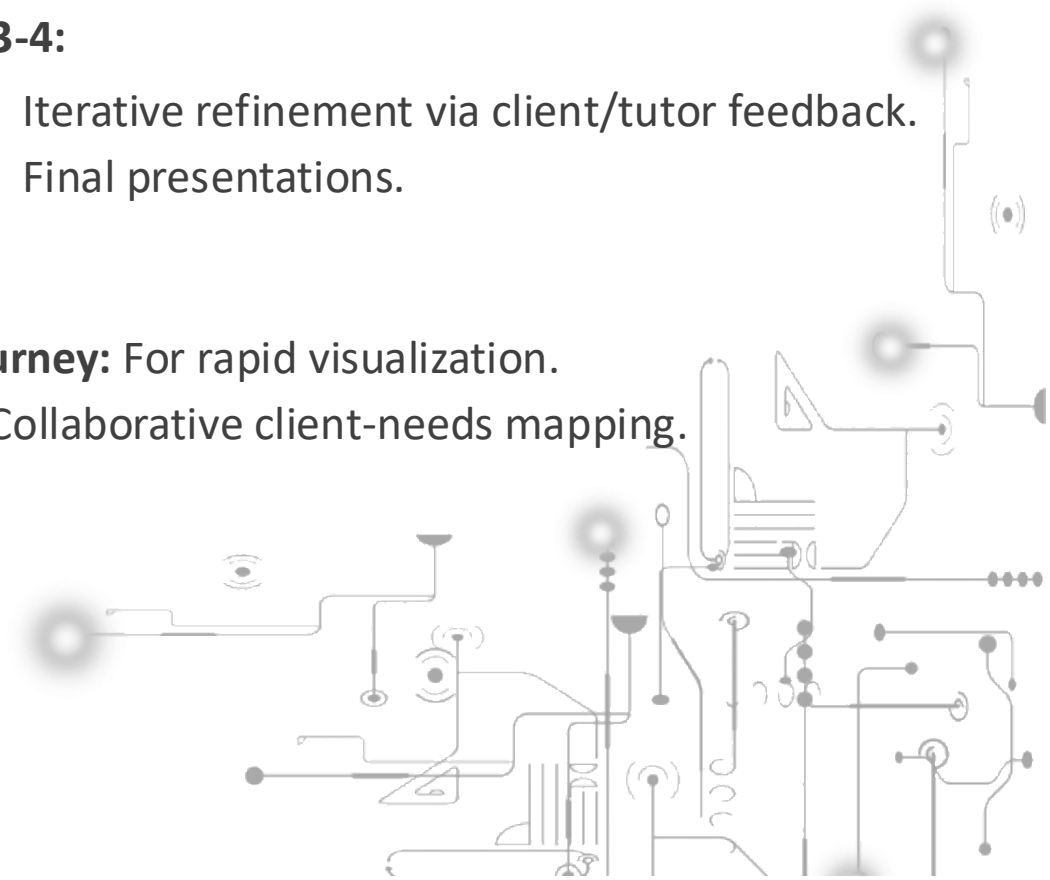 3-4:
Iterative refinement via client/tutor feedback.
Final presentations.
urney: For rapid visualization.
Collaborative client-needs mapping.